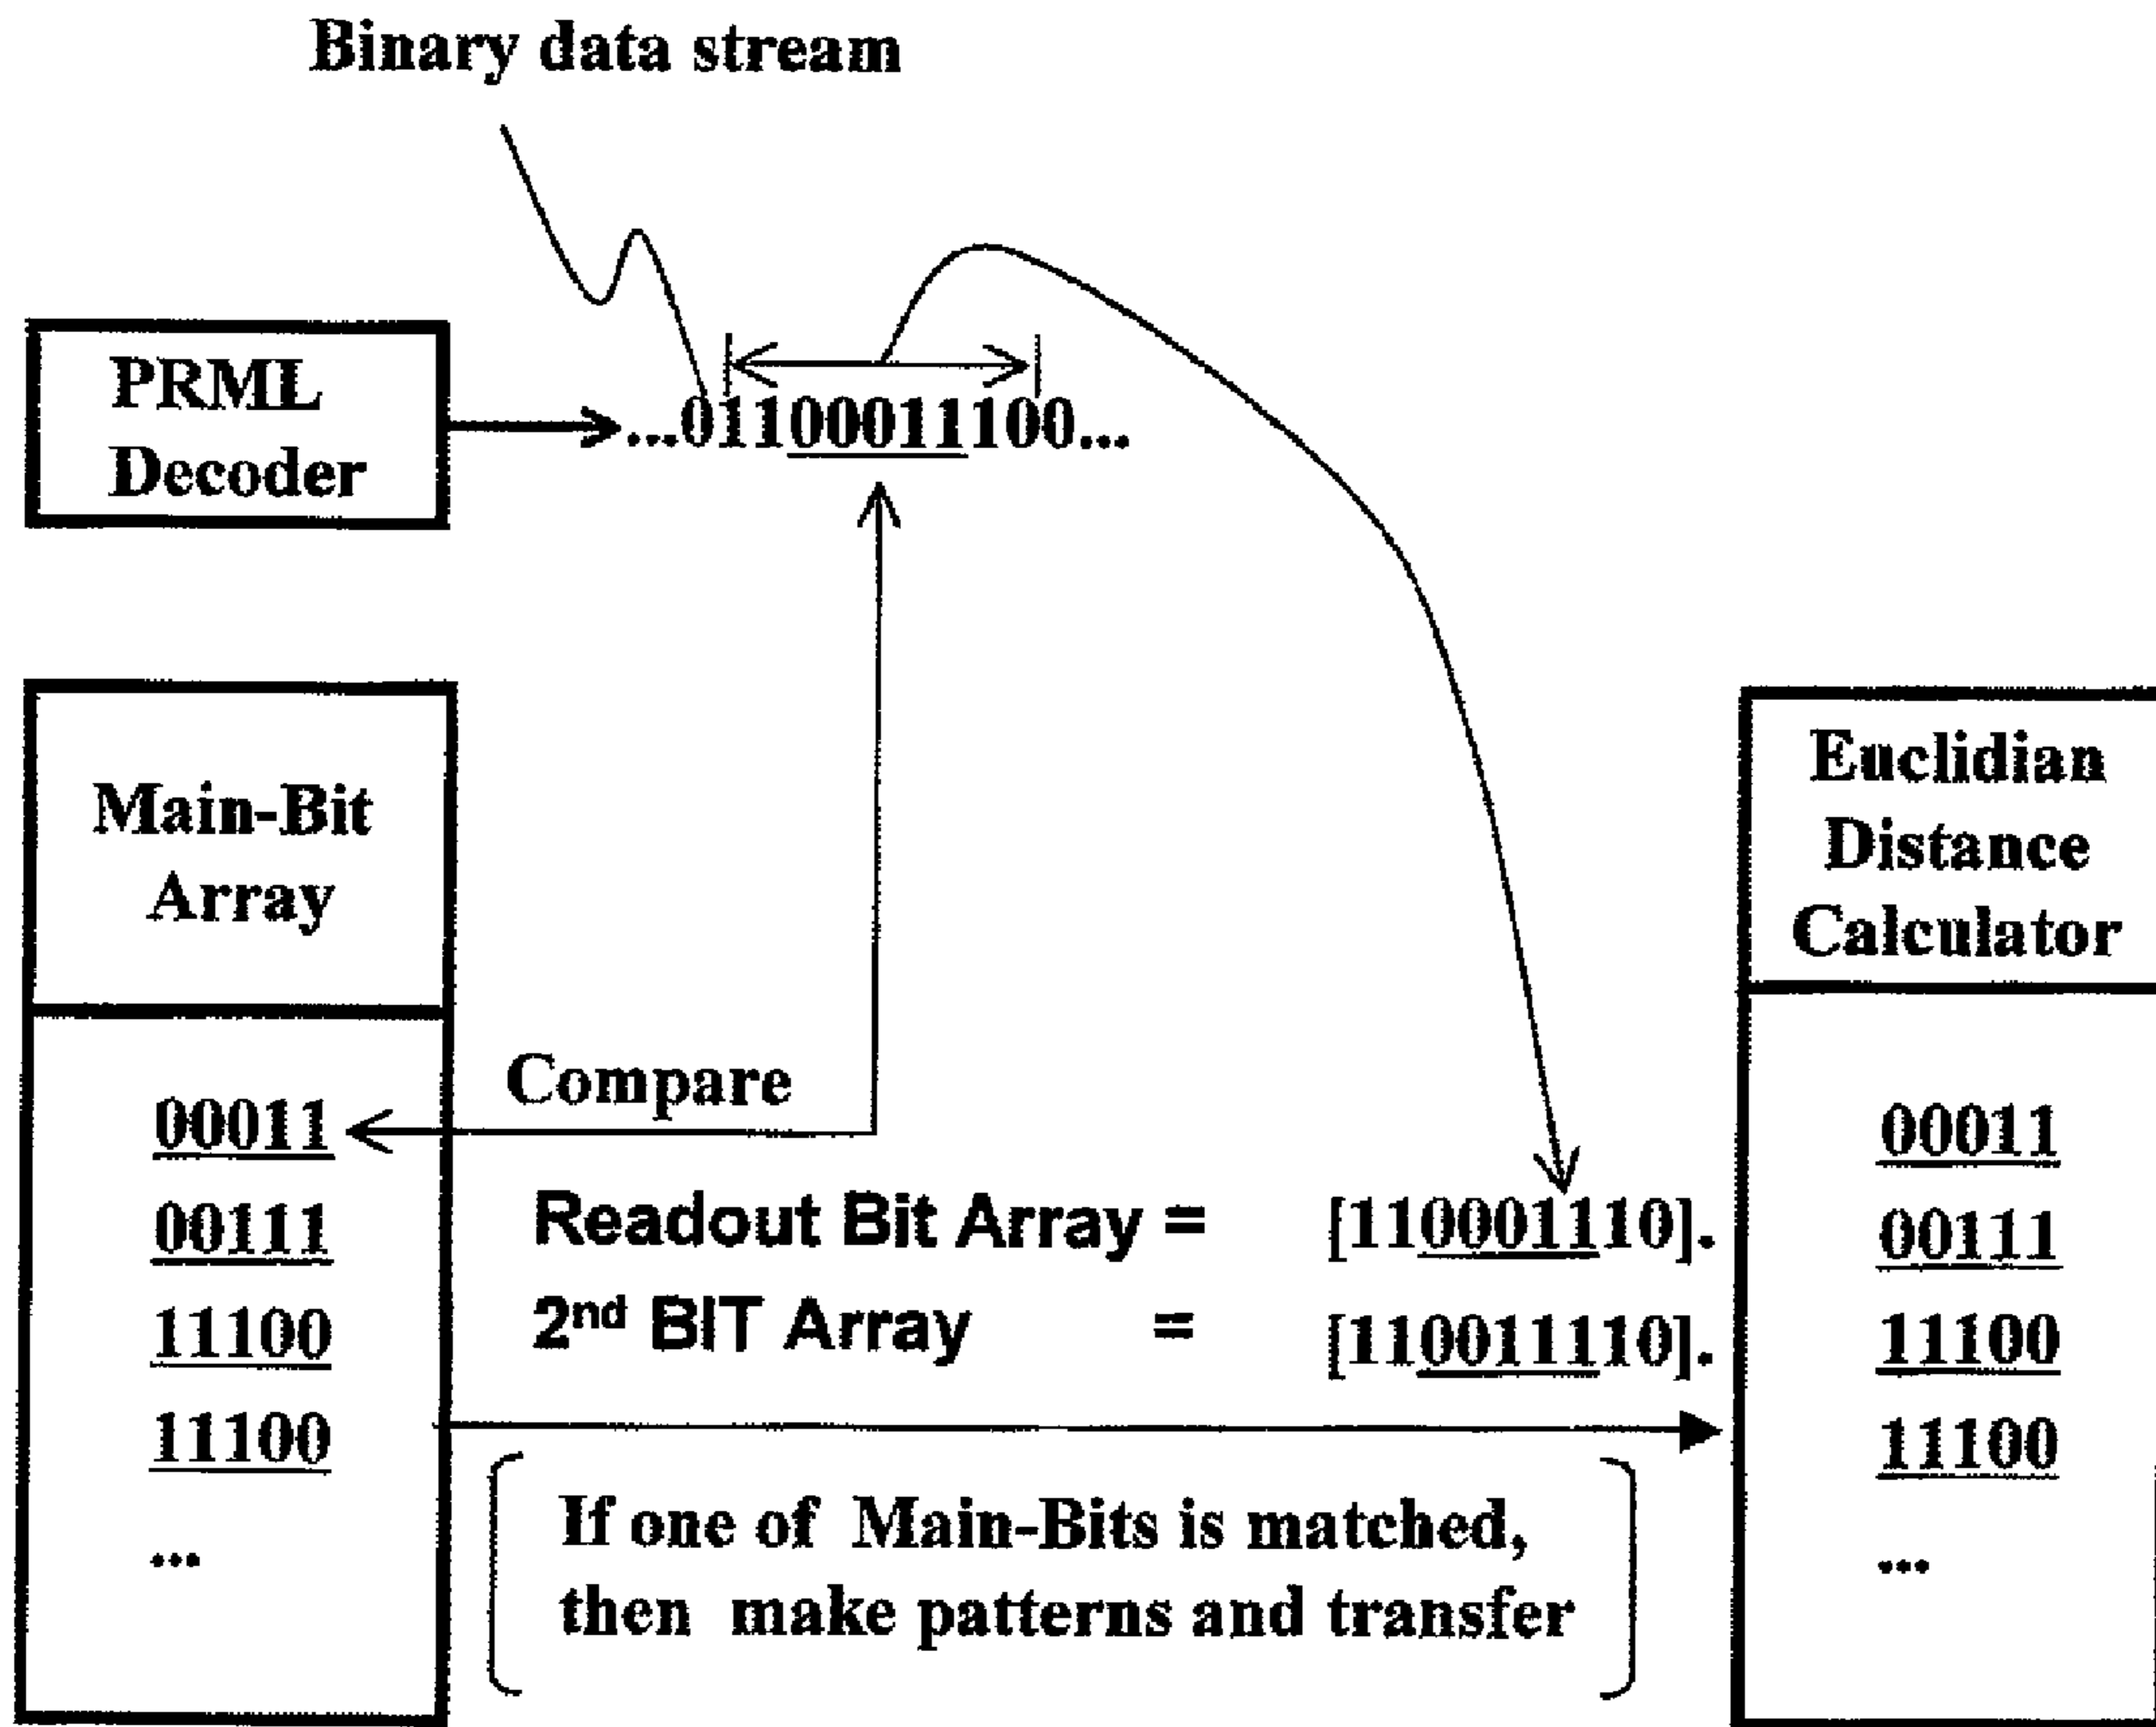 Binary data stream
PRML
Decoder
...01100011100...
Main-Bit
Array
Euclidian
Distance
Calculator
Compare
00011
00111
11100
11100
...
Readout Bit Array = [110001110].
2nd BIT Array = [110011110].
If one of Main-Bits is matched,
then make patterns and transfer
00011
00111
11100
11100
...